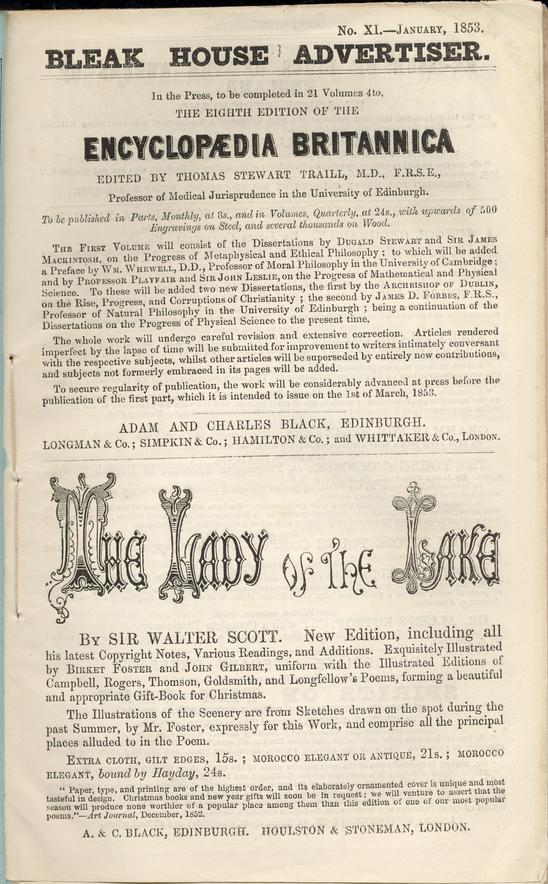 No. XI.—January, 1853.
BLEAK HOUSE ADVERTISER.
In the Press, to be completed in 21 Volumes 4to,
THE EIGHTH EDITION OF THE
ENCYCLOPÆDIA BRITANNICA
EDITED BY THOMAS STEWART TRAILL, M.D., F.R.S.E.,
Professor of Medical Jurisprudence in the University of Edinburgh.
To be published in Parts, Monthly, at 8s., and in Volumes, Quarterly, at 24s., with upwards of 500
Engravings on Steel, and several thousands on Wood.
The First Volume will consist of the Dissertations by Dugald Stewart and Sir James
Mackintosh, on the Progress of Metaphysical and Ethical Philosophy; to which will be added
a Preface by Wm. Whewell, D.D., Professor of Moral Philosophy in the University of Cambridge;
and by Professor Playfair and Sir John Leslie, on the Progress of Mathematical and Physical
Science. To these will be added two new Dissertations, the first by the Archbishop of Dublin,
on the Rise, Progress, and Corruptions of Christianity; the second by James D. Forbes, F.R.S.,
Professor of Natural Philosophy in the University of Edinburgh; being a continuation of the
Dissertations on the Progress of Physical Science to the present time.
The whole work will undergo careful revision and extensive correction. Articles rendered
imperfect by the lapse of time will be submitted for improvement to writers intimately conversant
with the respective subjects, whilst other articles will be superseded by entirely new contributions,
and subjects not formerly embraced in its pages will be added.
To secure regularity of publication, the work will be considerably advanced at press before the
publication of the first part, which it is intended to issue on the 1st of March, 1853.
ADAM AND CHARLES BLACK, EDINBURGH.
LONGMAN & Co.; SIMPKIN & Co.; HAMILTON & Co.; and WHITTAKER & Co., London.
The Lady of the Lake
By SIR WALTER SCOTT. New Edition, including all
his latest Copyright Notes, Various Readings, and Additions. Exquisitely Illustrated
by Birket Foster and John Gilbert, uniform with the Illustrated Editions of
Campbell, Rogers, Thomson, Goldsmith, and Longfellow's Poems, forming a beautiful
and appropriate Gift-Book for Christmas.
The Illustrations of the Scenery are from Sketches drawn on the spot during the
past Summer, by Mr. Foster, expressly for this Work, and comprise all the principal
places alluded to in the Poem.
Extra cloth, gilt edges, 15s.; morocco elegant or antique, 21s.; morocco
elegant, bound by Hayday, 24s.
"Paper, type, and printing are of the highest order, and its elaborately ornamented cover is unique and most
tasteful in design. Christmas books and new year gifts will soon be in request; we will venture to assert that the
season will produce none worthier of a popular place among them than this edition of one of our most popular
poems."—Art Journal, December, 1852.
A. & C. BLACK, EDINBURGH. HOULSTON & STONEMAN, LONDON.